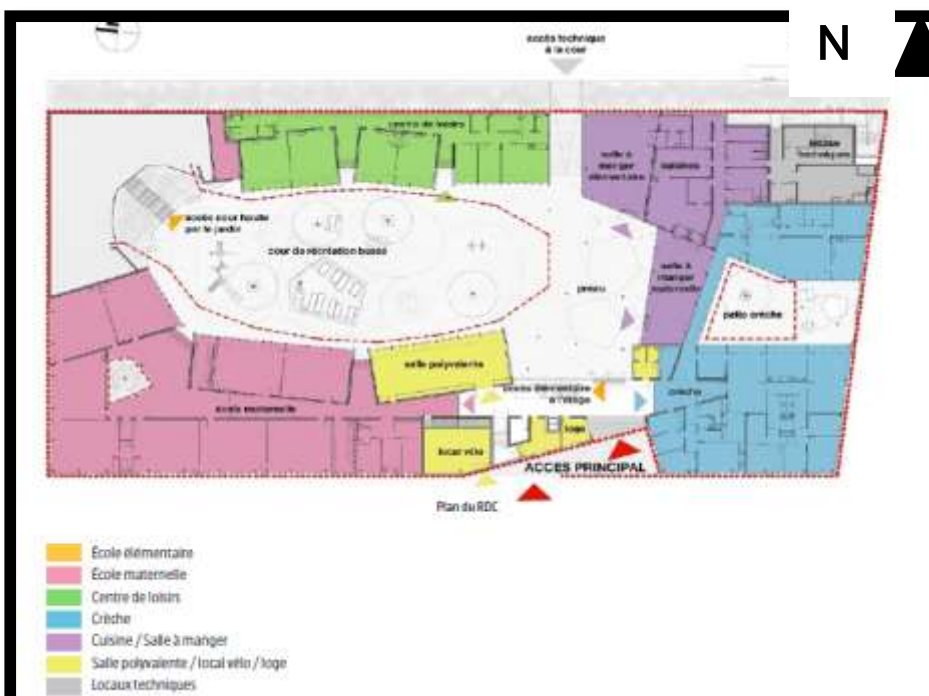 N
accès technique
à la cour
centre de loisirs
salle à
manger
élémentaire
locaux
techniques
accès cour haute
par le jardin
cour de récréation basse
préau
salle à
manger
maternelle
patio crèche
salle polyvalente
accès élémentaire
à l'étage
crèche
école maternelle
local vélo
loge
ACCES PRINCIPAL
Plan du RDC
École élémentaire
École maternelle
Centre de loisirs
Crèche
Cuisine / Salle à manger
Salle polyvalente / local vélo / loge
Locaux techniques